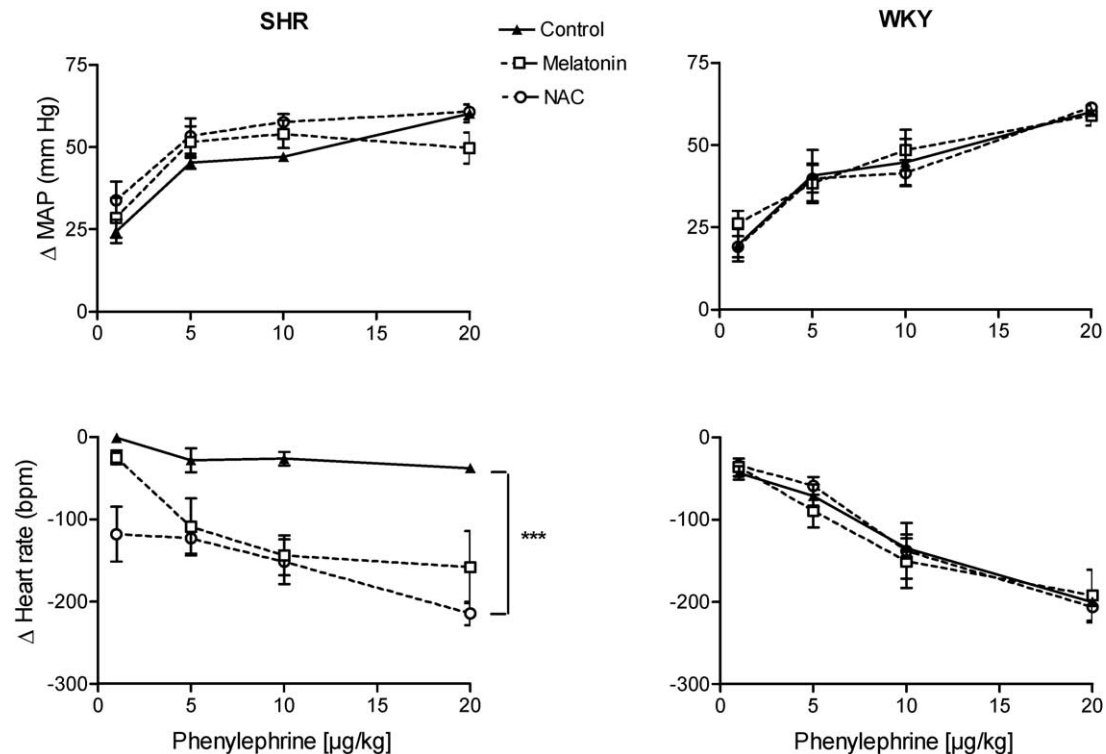 SHR
Control
Melatonin
NAC
WKY
Δ MAP (mm Hg)
75
50
25
0
0 5 10 15 20
75
50
25
0
0 5 10 15 20
Δ Heart rate (bpm)
0
-100
-200
-300
***
0 5 10 15 20
Phenylephrine [µg/kg]
0
-100
-200
-300
0 5 10 15 20
Phenylephrine [µg/kg]